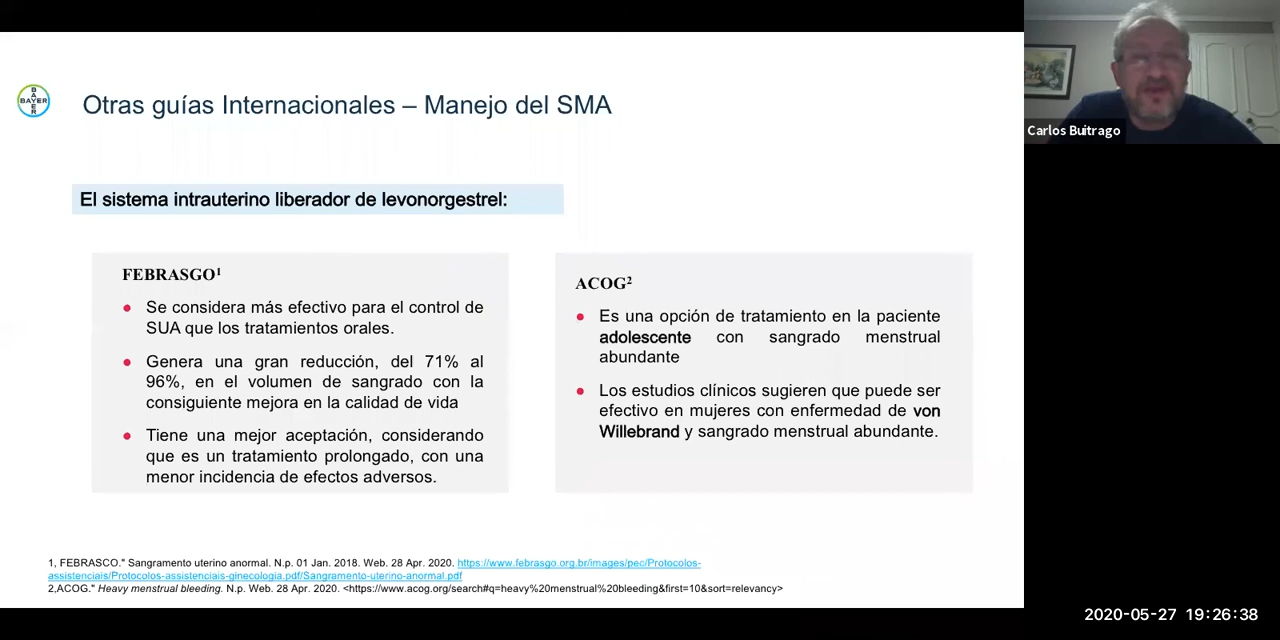 BAYER
BAYER
Otras guías Internacionales – Manejo del SMA
Carlos Buitrago
El sistema intrauterino liberador de levonorgestrel:
FEBRASGO¹
● Se considera más efectivo para el control de
SUA que los tratamientos orales.
● Genera una gran reducción, del 71% al
96%, en el volumen de sangrado con la
consiguiente mejora en la calidad de vida
● Tiene una mejor aceptación, considerando
que es un tratamiento prolongado, con una
menor incidencia de efectos adversos.
ACOG²
● Es una opción de tratamiento en la paciente
adolescente con sangrado menstrual
abundante
● Los estudios clínicos sugieren que puede ser
efectivo en mujeres con enfermedad de von
Willebrand y sangrado menstrual abundante.
1, FEBRASCO." Sangramento uterino anormal. N.p. 01 Jan. 2018. Web. 28 Apr. 2020. https://www.febrasgo.org.br/images/pec/Protocolos-
assistenciais/Protocolos-assistenciais-ginecologia.pdf/Sangramento-uterino-anormal.pdf
2,ACOG." Heavy menstrual bleeding. N.p. Web. 28 Apr. 2020. <https://www.acog.org/search#q=heavy%20menstrual%20bleeding&first=10&sort=relevancy>
2020-05-27 19:26:38